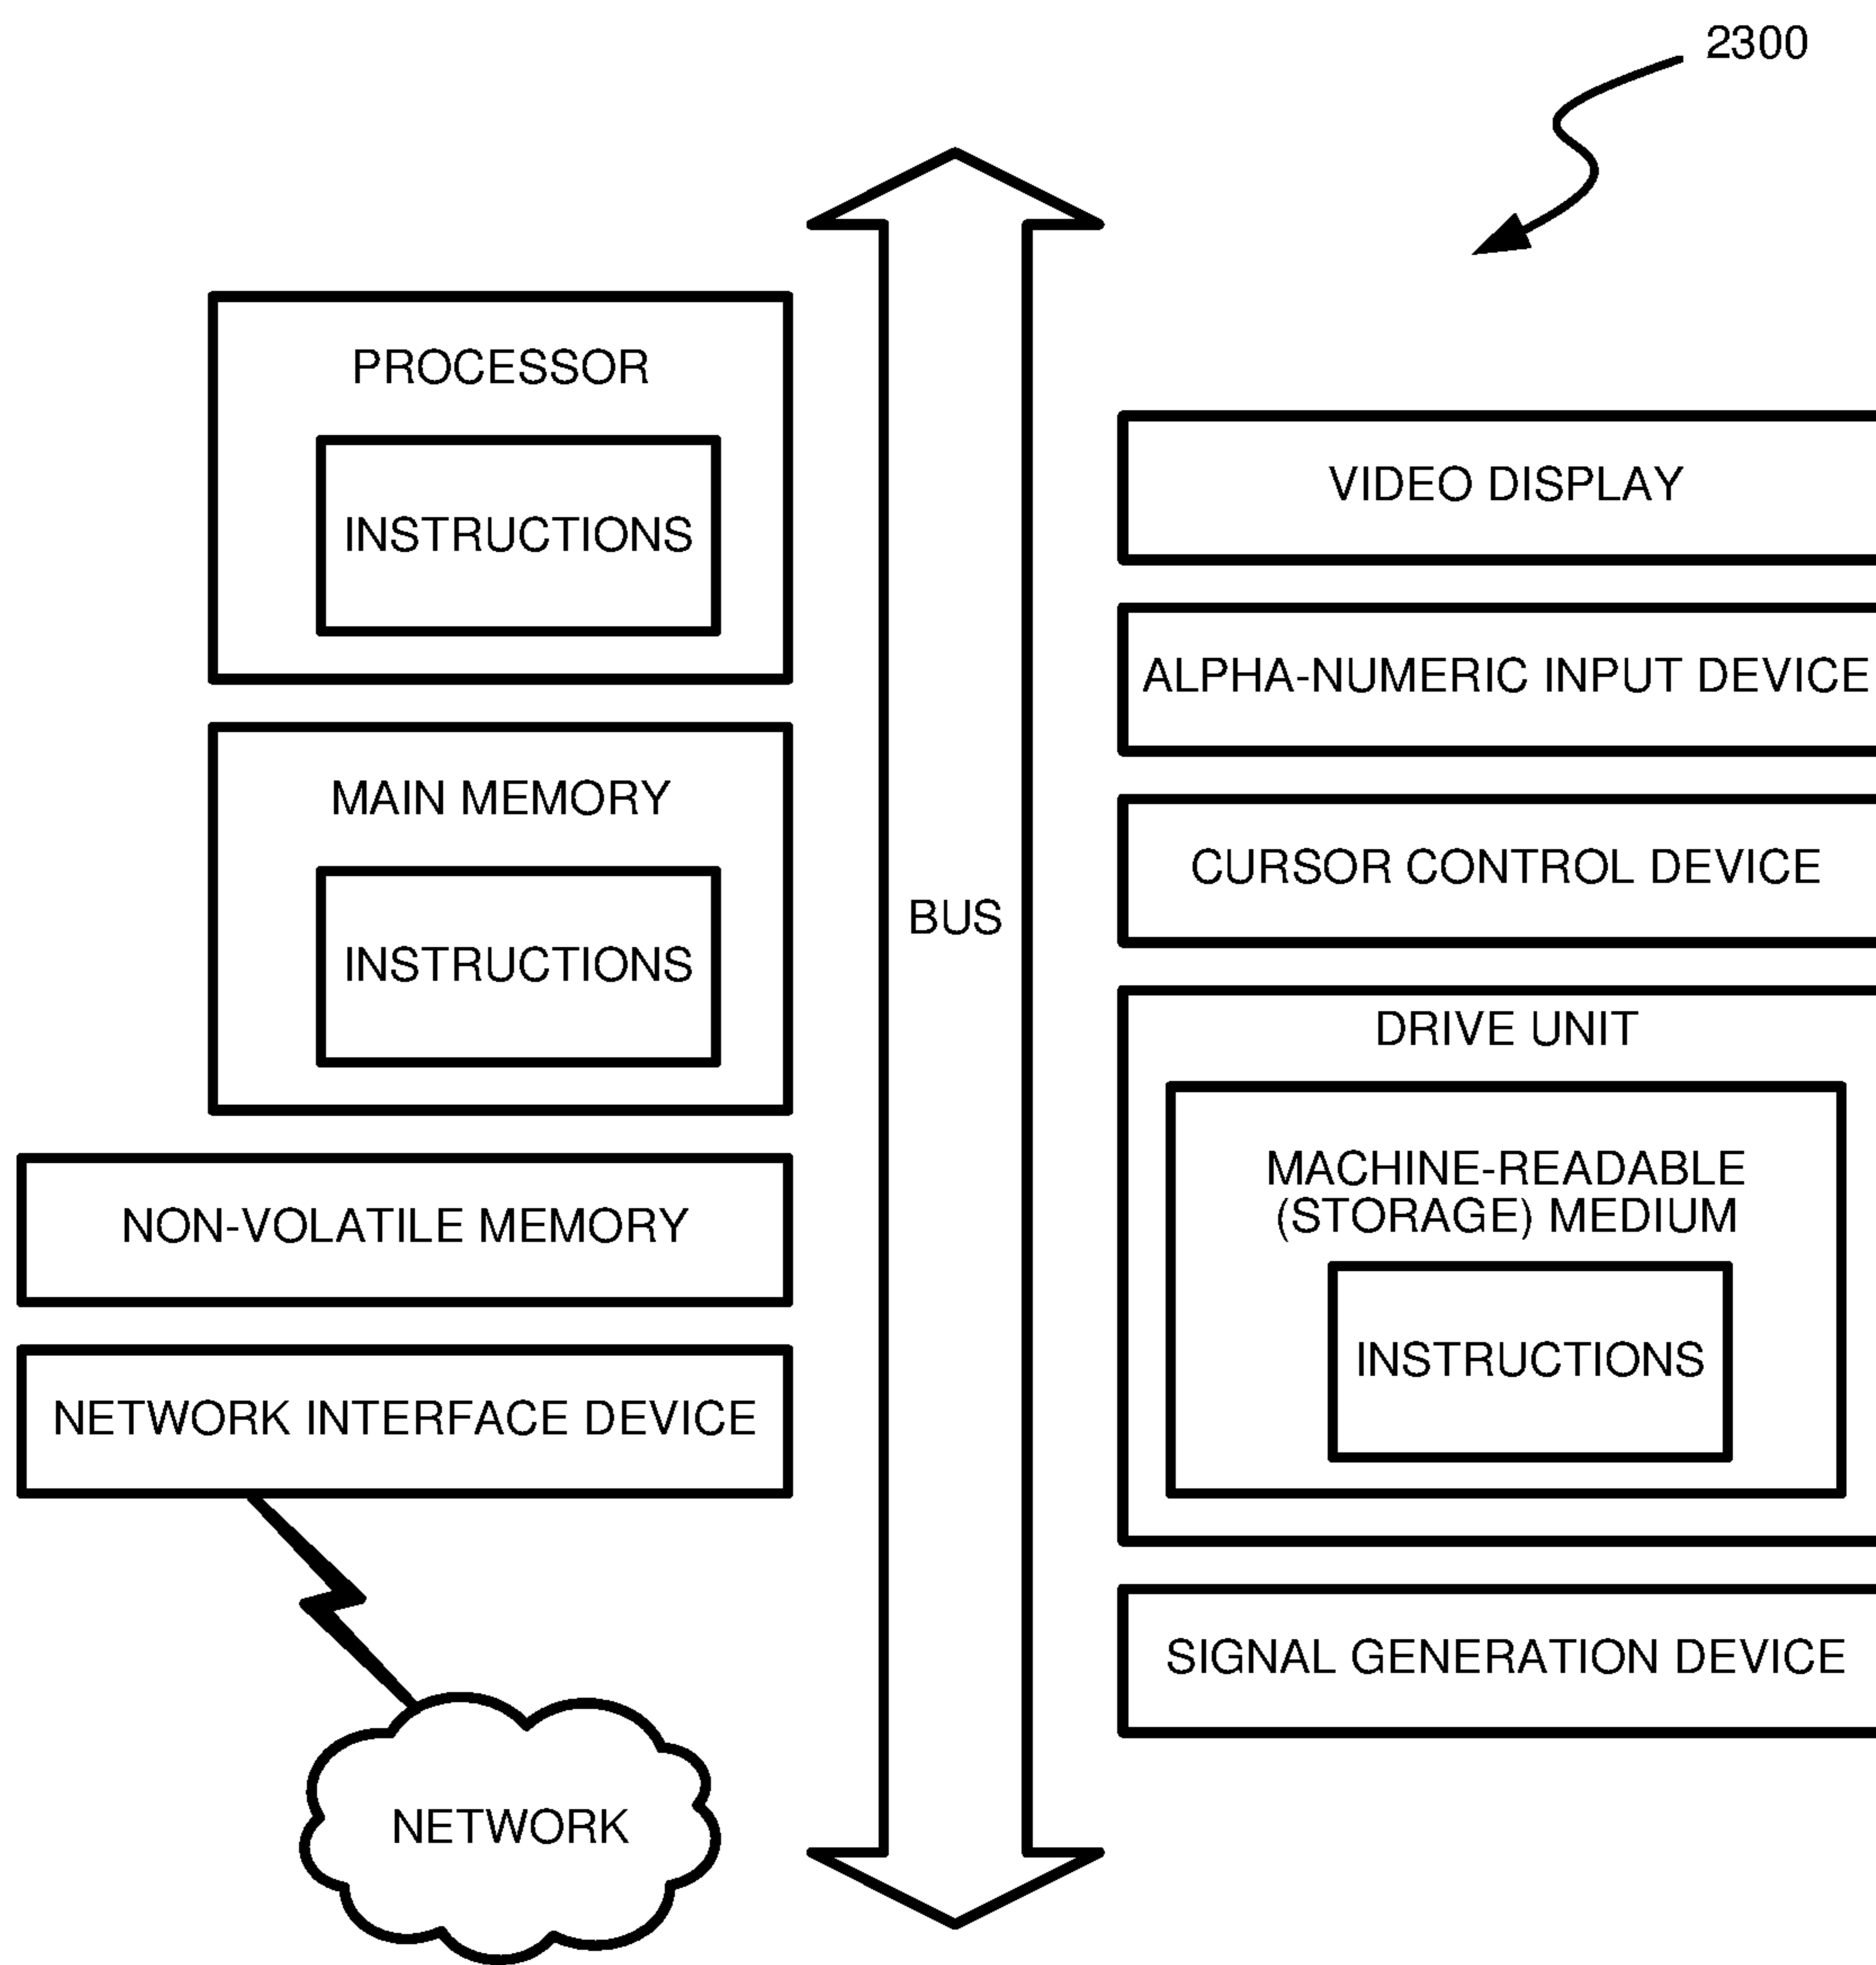 2300
PROCESSOR
INSTRUCTIONS
MAIN MEMORY
INSTRUCTIONS
NON-VOLATILE MEMORY
NETWORK INTERFACE DEVICE
NETWORK
BUS
VIDEO DISPLAY
ALPHA-NUMERIC INPUT DEVICE
CURSOR CONTROL DEVICE
DRIVE UNIT
MACHINE-READABLE
(STORAGE) MEDIUM
INSTRUCTIONS
SIGNAL GENERATION DEVICE